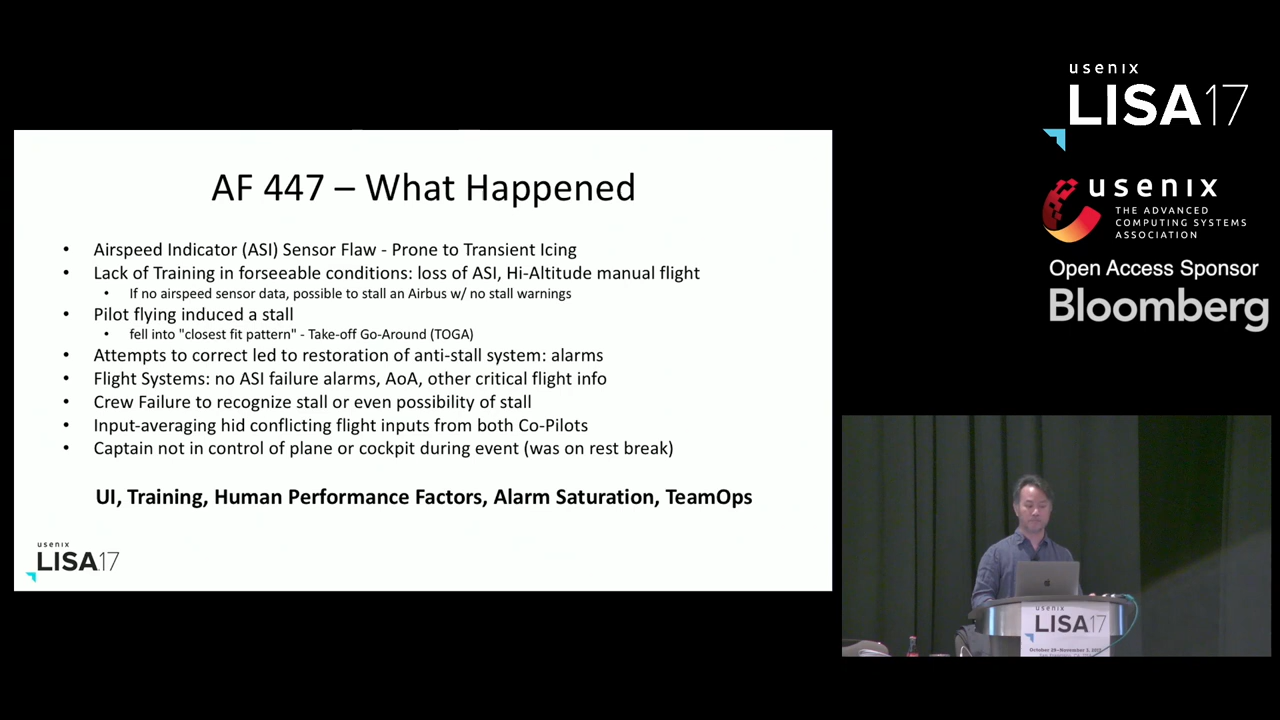 AF 447 – What Happened
• Airspeed Indicator (ASI) Sensor Flaw - Prone to Transient Icing
• Lack of Training in forseeable conditions: loss of ASI, Hi-Altitude manual flight
• If no airspeed sensor data, possible to stall an Airbus w/ no stall warnings
• Pilot flying induced a stall
• fell into "closest fit pattern" - Take-off Go-Around (TOGA)
• Attempts to correct led to restoration of anti-stall system: alarms
• Flight Systems: no ASI failure alarms, AoA, other critical flight info
• Crew Failure to recognize stall or even possibility of stall
• Input-averaging hid conflicting flight inputs from both Co-Pilots
• Captain not in control of plane or cockpit during event (was on rest break)
UI, Training, Human Performance Factors, Alarm Saturation, TeamOps
usenix
LISA17
usenix
LISA17
usenix
THE ADVANCED
COMPUTING SYSTEMS
ASSOCIATION
Open Access Sponsor
Bloomberg
usenix
LISA17